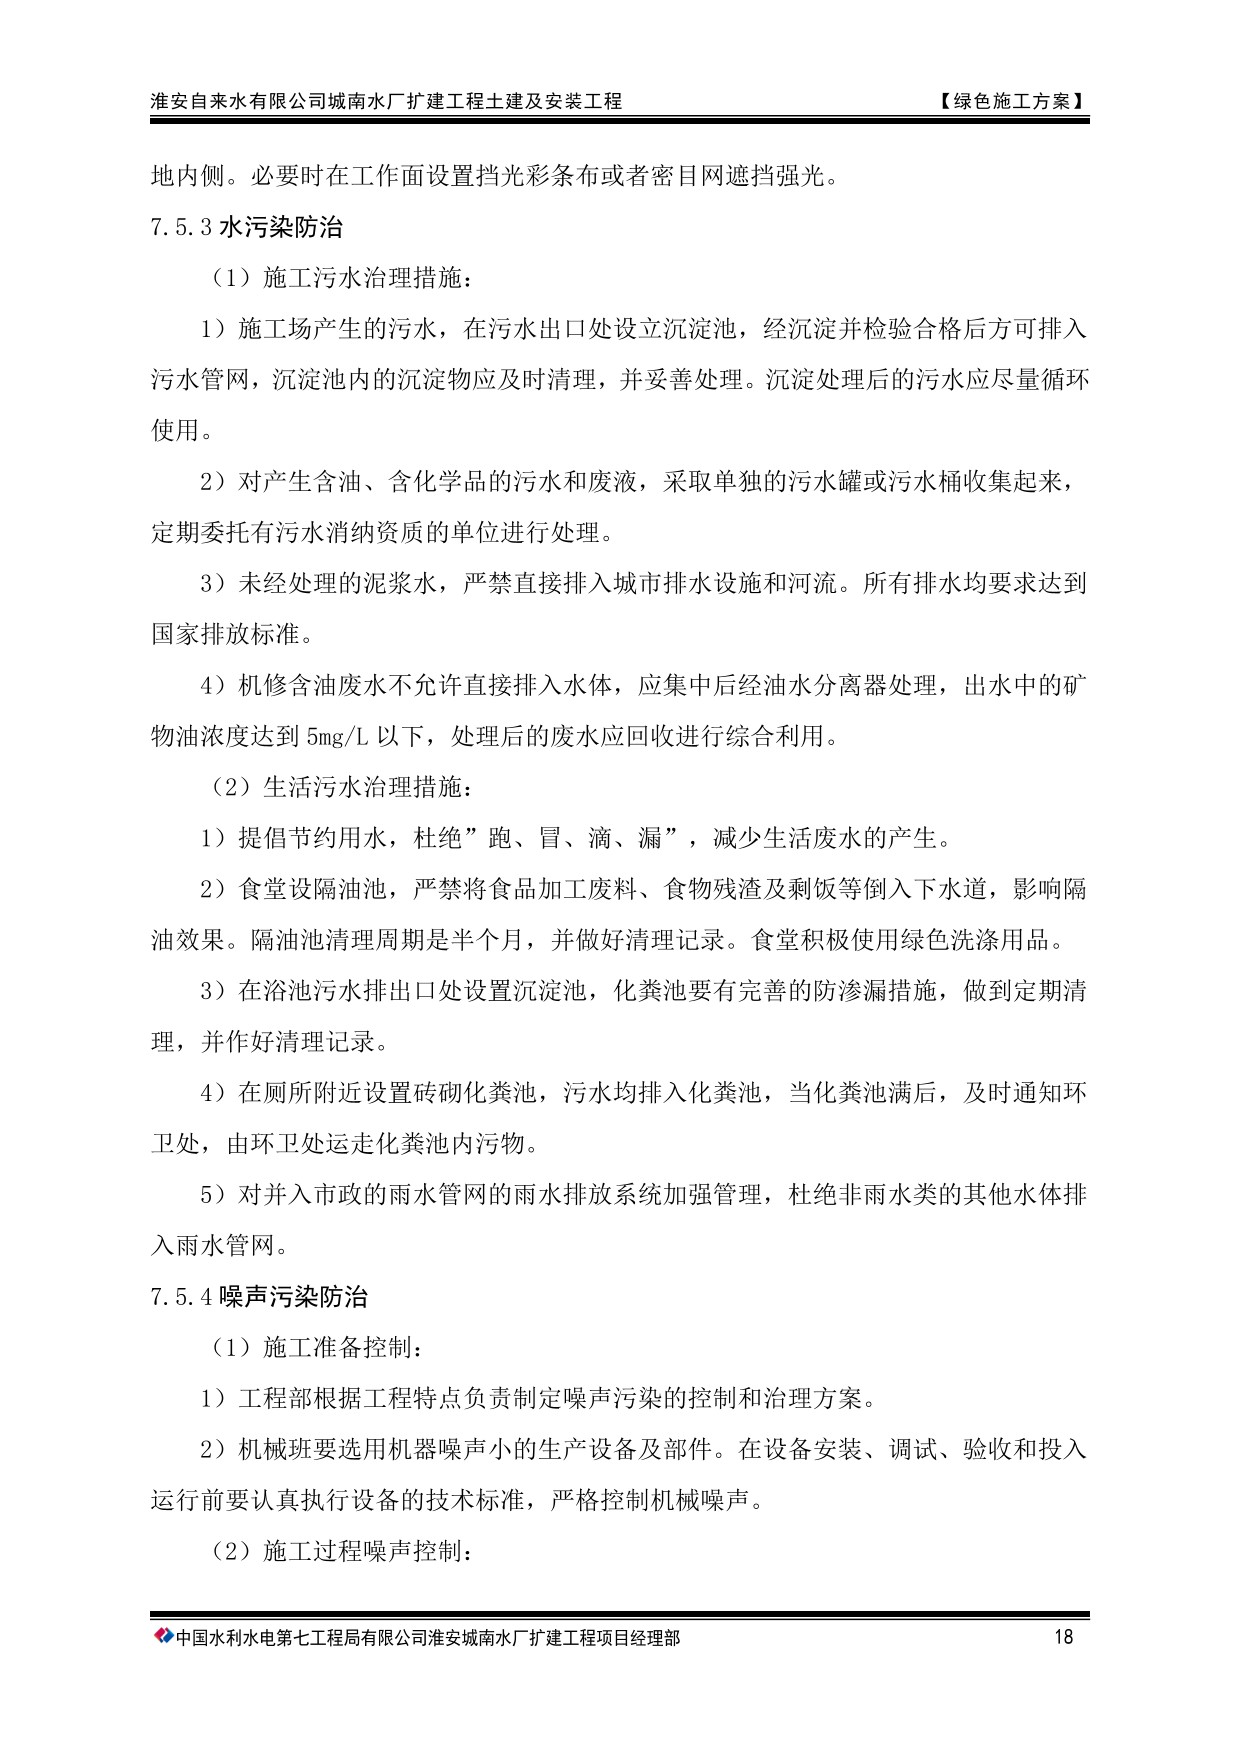 淮安自来水有限公司城南水厂扩建工程土建及安装工程 【绿色施工方案】
地内侧。必要时在工作面设置挡光彩条布或者密目网遮挡强光。
7.5.3 水污染防治
（1）施工污水治理措施：
1）施工场产生的污水，在污水出口处设立沉淀池，经沉淀并检验合格后方可排入
污水管网，沉淀池内的沉淀物应及时清理，并妥善处理。沉淀处理后的污水应尽量循环
使用。
2）对产生含油、含化学品的污水和废液，采取单独的污水罐或污水桶收集起来，
定期委托有污水消纳资质的单位进行处理。
3）未经处理的泥浆水，严禁直接排入城市排水设施和河流。所有排水均要求达到
国家排放标准。
4）机修含油废水不允许直接排入水体，应集中后经油水分离器处理，出水中的矿
物油浓度达到 5mg/L 以下，处理后的废水应回收进行综合利用。
（2）生活污水治理措施：
1）提倡节约用水，杜绝”跑、冒、滴、漏”，减少生活废水的产生。
2）食堂设隔油池，严禁将食品加工废料、食物残渣及剩饭等倒入下水道，影响隔
油效果。隔油池清理周期是半个月，并做好清理记录。食堂积极使用绿色洗涤用品。
3）在浴池污水排出口处设置沉淀池，化粪池要有完善的防渗漏措施，做到定期清
理，并作好清理记录。
4）在厕所附近设置砖砌化粪池，污水均排入化粪池，当化粪池满后，及时通知环
卫处，由环卫处运走化粪池内污物。
5）对并入市政的雨水管网的雨水排放系统加强管理，杜绝非雨水类的其他水体排
入雨水管网。
7.5.4 噪声污染防治
（1）施工准备控制：
1）工程部根据工程特点负责制定噪声污染的控制和治理方案。
2）机械班要选用机器噪声小的生产设备及部件。在设备安装、调试、验收和投入
运行前要认真执行设备的技术标准，严格控制机械噪声。
（2）施工过程噪声控制：
中国水利水电第七工程局有限公司淮安城南水厂扩建工程项目经理部 18